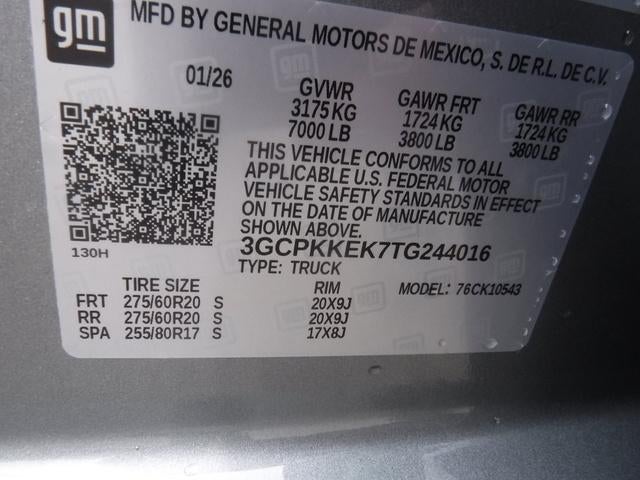 gm
MFD BY GENERAL MOTORS DE MEXICO, S. DE R.L. DE C.V.
01/26
GVWR
3175 KG
7000 LB
GAWR FRT
1724 KG
3800 LB
GAWR RR
1724 KG
3800 LB
THIS VEHICLE CONFORMS TO ALL
APPLICABLE U.S. FEDERAL MOTOR
VEHICLE SAFETY STANDARDS IN EFFECT
ON THE DATE OF MANUFACTURE
SHOWN ABOVE.
130H
3GCPKKEK7TG244016
TYPE: TRUCK
MODEL: 76CK10543
TIRE SIZE RIM
FRT 275/60R20 S 20X9J
RR 275/60R20 S 20X9J
SPA 255/80R17 S 17X8J